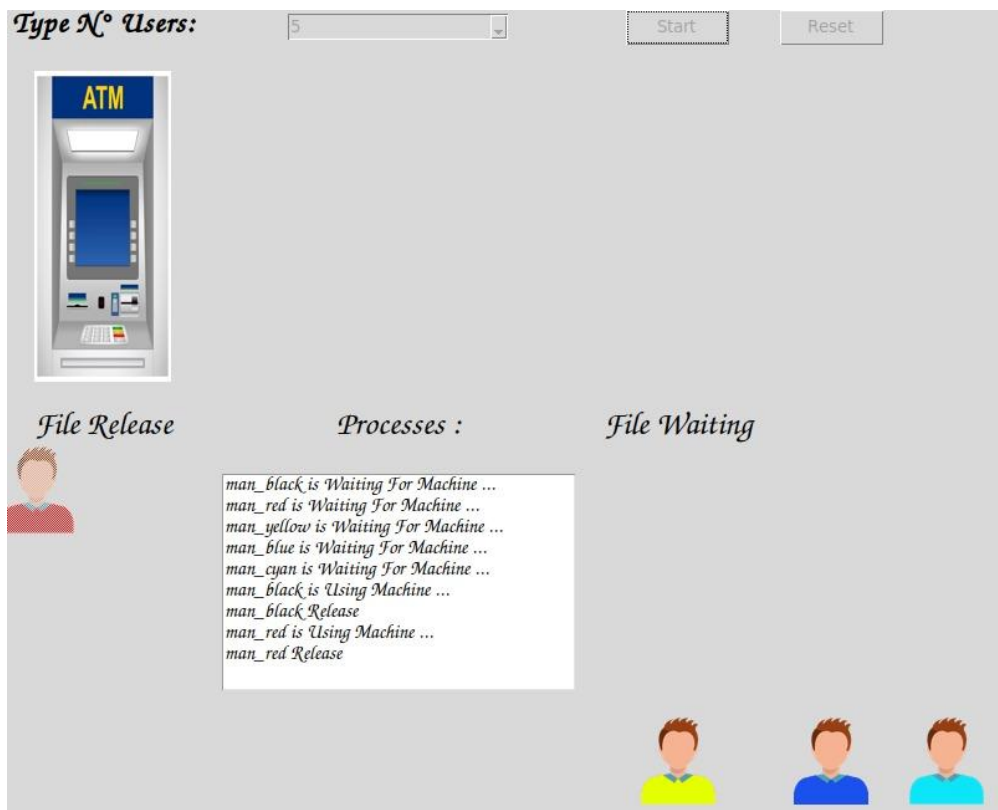 Type N° Users: 5 Start Reset
ATM
File Release Processes : File Waiting
man_black is Waiting For Machine ...
man_red is Waiting For Machine ...
man_yellow is Waiting For Machine ...
man_blue is Waiting For Machine ...
man_cyan is Waiting For Machine ...
man_black is Using Machine ...
man_black Release
man_red is Using Machine ...
man_red Release